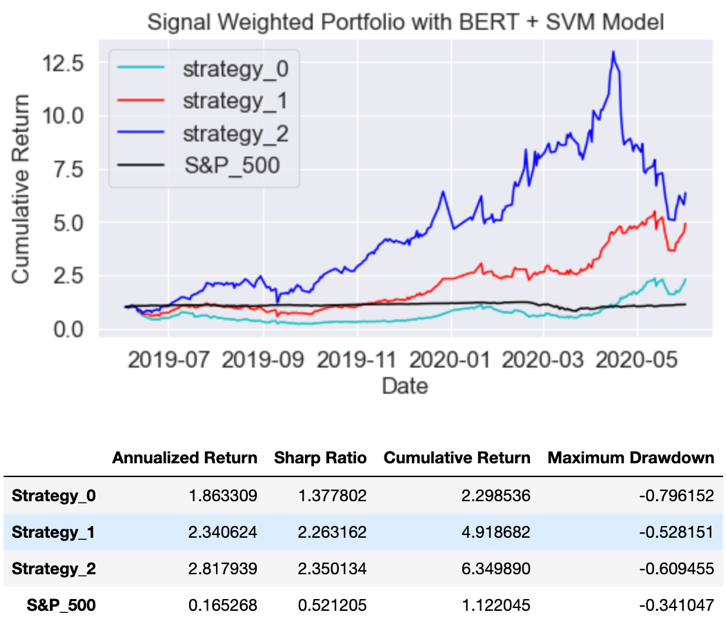 Signal Weighted Portfolio with BERT + SVM Model
12.5
10.0
7.5
5.0
2.5
0.0
Cumulative Return
strategy_0
strategy_1
strategy_2
S&P_500
2019-07 2019-09 2019-11 2020-01 2020-03 2020-05
Date
Annualized Return Sharp Ratio Cumulative Return Maximum Drawdown
Strategy_0 1.863309 1.377802 2.298536 -0.796152
Strategy_1 2.340624 2.263162 4.918682 -0.528151
Strategy_2 2.817939 2.350134 6.349890 -0.609455
S&P_500 0.165268 0.521205 1.122045 -0.341047